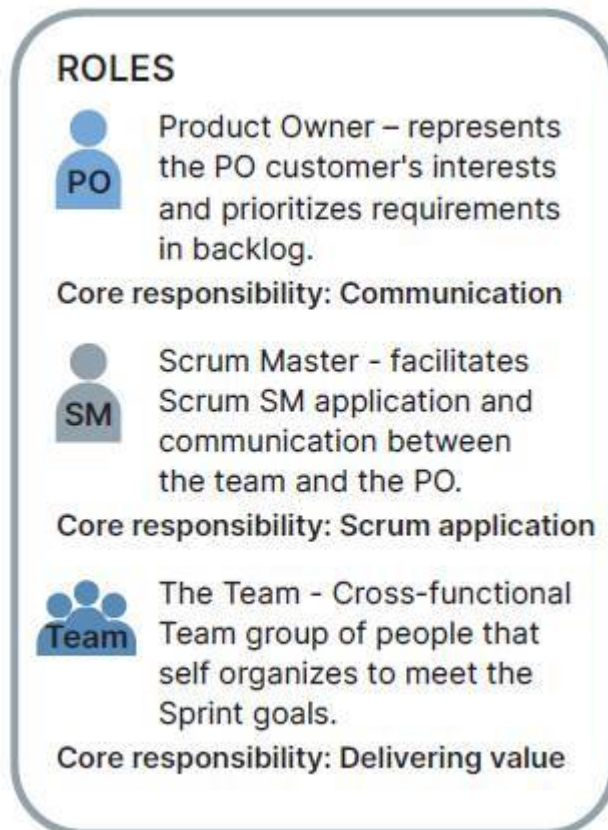 ROLES
PO
Product Owner – represents
the PO customer's interests
and prioritizes requirements
in backlog.
Core responsibility: Communication
SM
Scrum Master - facilitates
Scrum SM application and
communication between
the team and the PO.
Core responsibility: Scrum application
Team
The Team - Cross-functional
Team group of people that
self organizes to meet the
Sprint goals.
Core responsibility: Delivering value